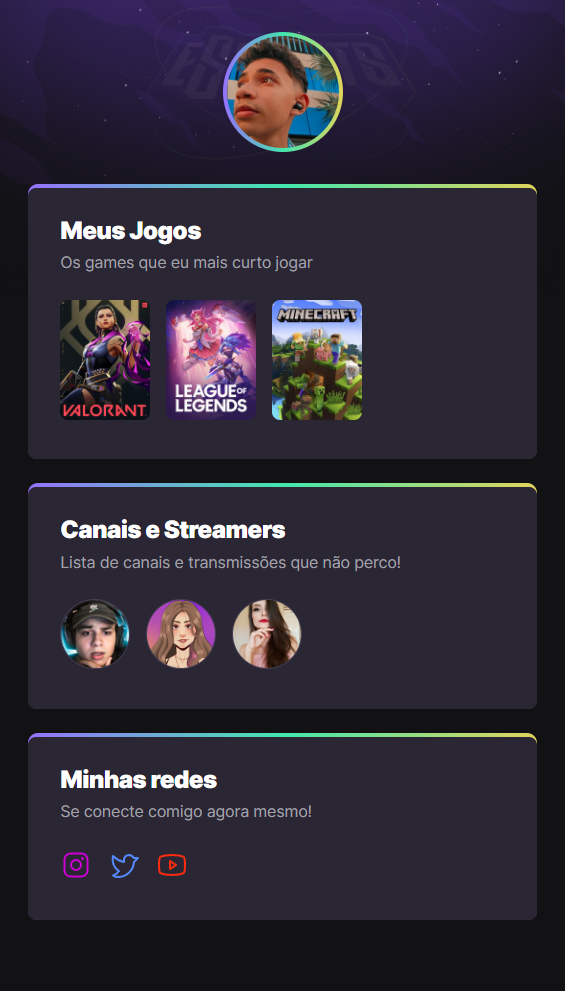 ESPORTS
Meus Jogos
Os games que eu mais curto jogar
VALORANT
LEAGUE OF
LEGENDS
MINECRAFT
Canais e Streamers
Lista de canais e transmissões que não perco!
Minhas redes
Se conecte comigo agora mesmo!